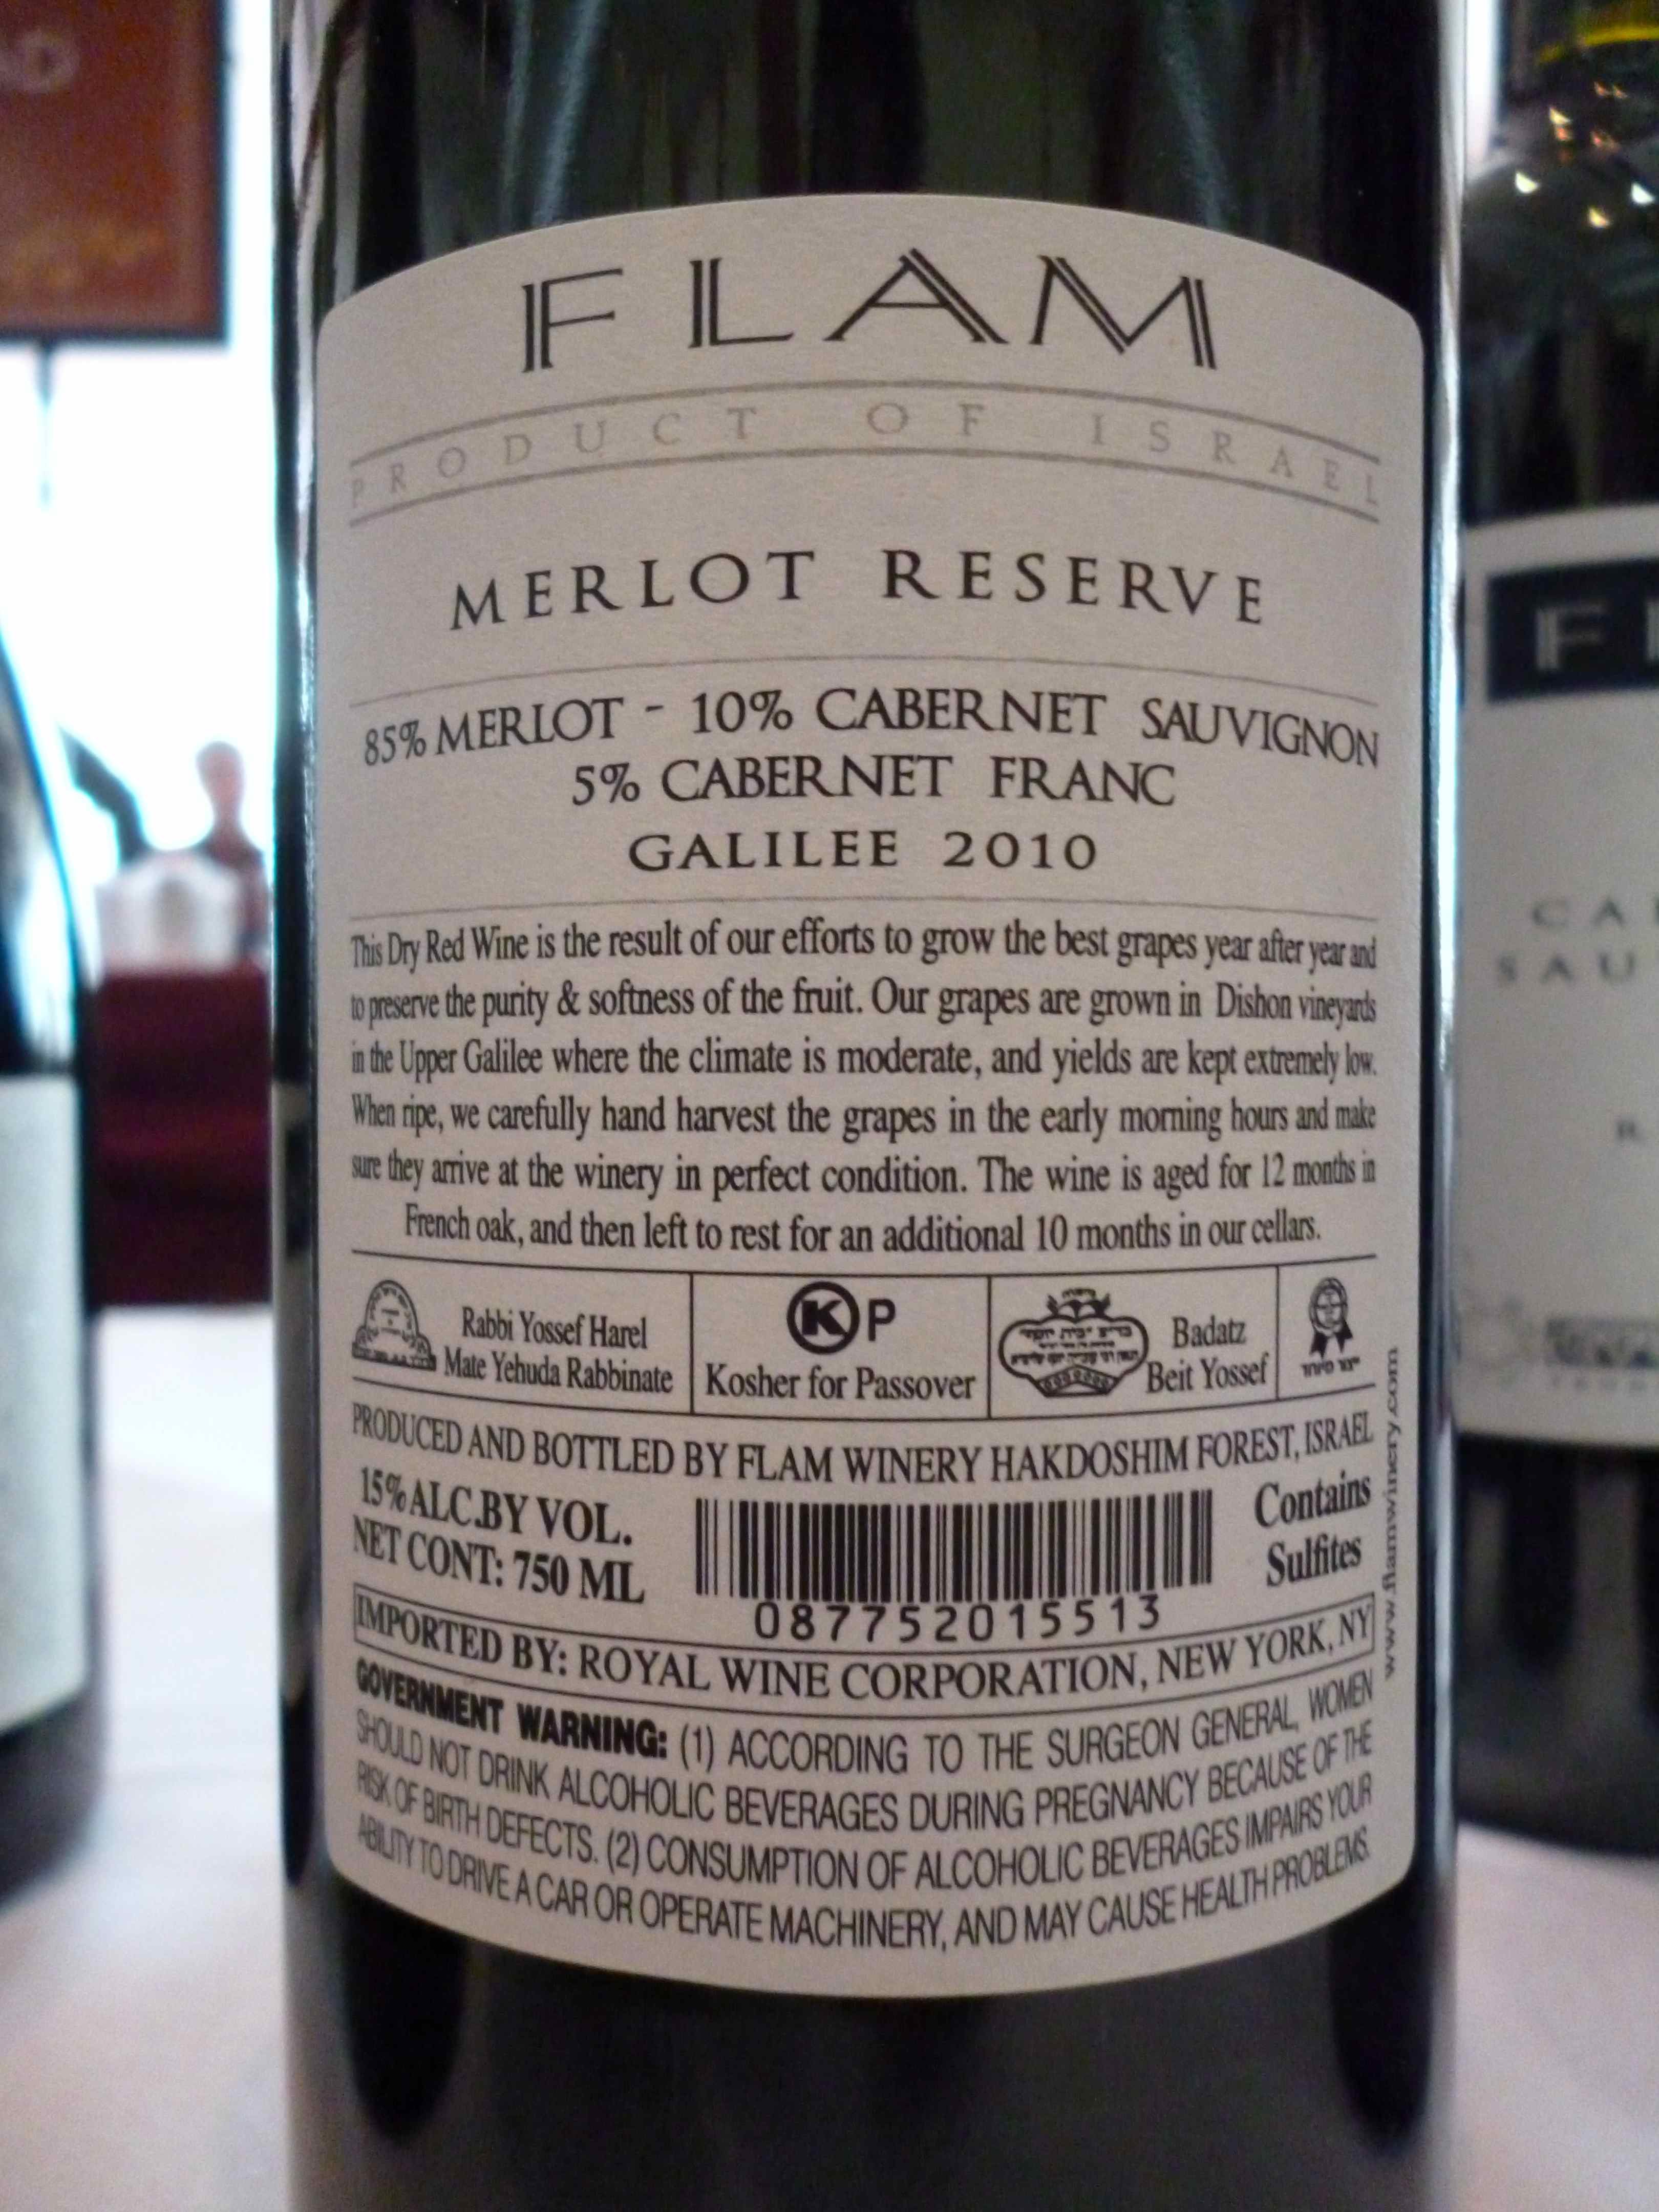 FLAM
PRODUCT OF ISRAEL
MERLOT RESERVE
85% MERLOT - 10% CABERNET SAUVIGNON
5% CABERNET FRANC
GALILEE 2010
This Dry Red Wine is the result of our efforts to grow the best grapes year after year and
to preserve the purity & softness of the fruit. Our grapes are grown in Dishon vineyards
in the Upper Galilee where the climate is moderate, and yields are kept extremely low.
When ripe, we carefully hand harvest the grapes in the early morning hours and make
sure they arrive at the winery in perfect condition. The wine is aged for 12 months in
French oak, and then left to rest for an additional 10 months in our cellars.
Rabbi Yossef Harel
Mate Yehuda Rabbinate
K P
Kosher for Passover
Badatz
Beit Yossef
PRODUCED AND BOTTLED BY FLAM WINERY HAKDOSHIM FOREST, ISRAEL
15% ALC.BY VOL.
NET CONT: 750 ML
087752015513
Contains
Sulfites
www.flamwinery.com
IMPORTED BY: ROYAL WINE CORPORATION, NEW YORK, NY
GOVERNMENT WARNING: (1) ACCORDING TO THE SURGEON GENERAL, WOMEN
SHOULD NOT DRINK ALCOHOLIC BEVERAGES DURING PREGNANCY BECAUSE OF THE
RISK OF BIRTH DEFECTS. (2) CONSUMPTION OF ALCOHOLIC BEVERAGES IMPAIRS YOUR
ABILITY TO DRIVE A CAR OR OPERATE MACHINERY, AND MAY CAUSE HEALTH PROBLEMS.
F
CA
SAU
R